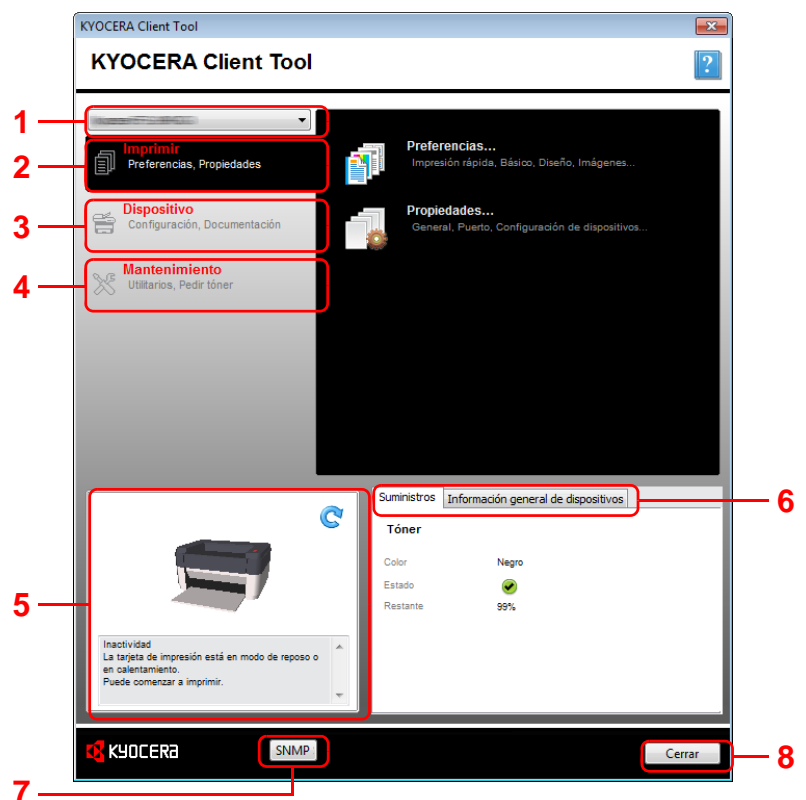 KYOCERA Client Tool
KYOCERA Client Tool
?
1
2
Imprimir
Preferencias, Propiedades
Preferencias...
Impresión rápida, Básico, Diseño, Imágenes...
3
Dispositivo
Configuración, Documentación
Propiedades...
General, Puerto, Configuración de dispositivos...
4
Mantenimiento
Utilitarios, Pedir tóner
Suministros
Información general de dispositivos
6
Tóner
Color
Negro
Estado
Restante
99%
5
Inactividad
La tarjeta de impresión está en modo de reposo o
en calentamiento.
Puede comenzar a imprimir.
KYOCERA
SNMP
Cerrar
8
7